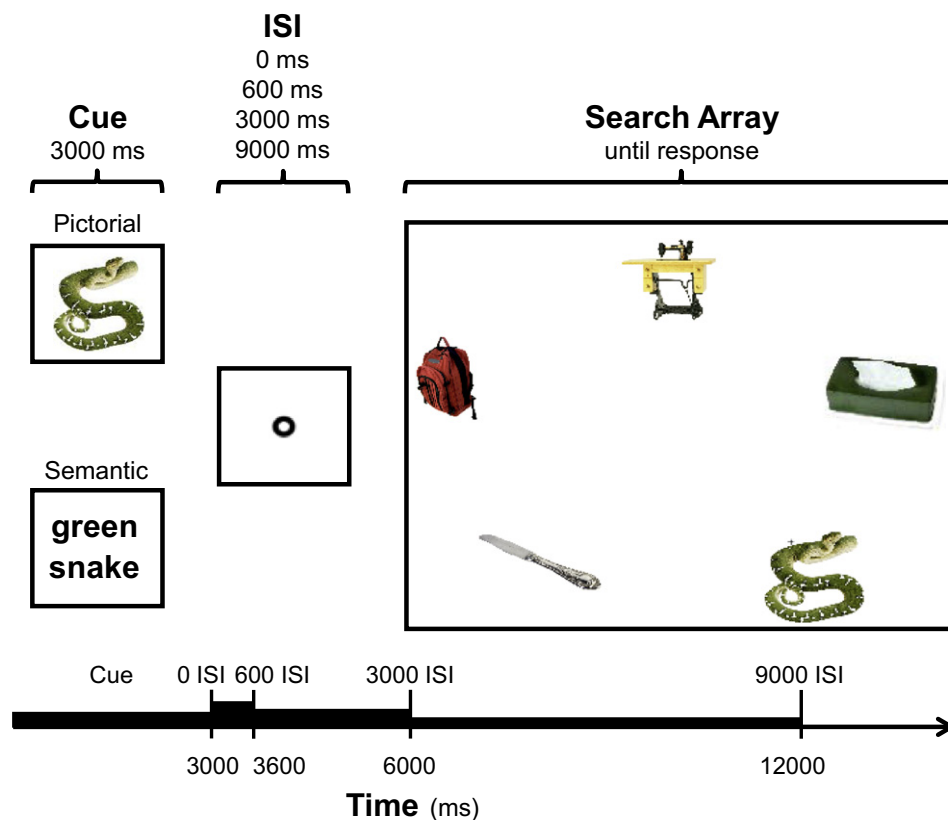 ISI
0 ms
600 ms
3000 ms
9000 ms
Cue
3000 ms
Search Array
until response
Pictorial
Semantic
green
snake
Cue
0 ISI
600 ISI
3000 ISI
9000 ISI
3000
3600
6000
12000
Time (ms)